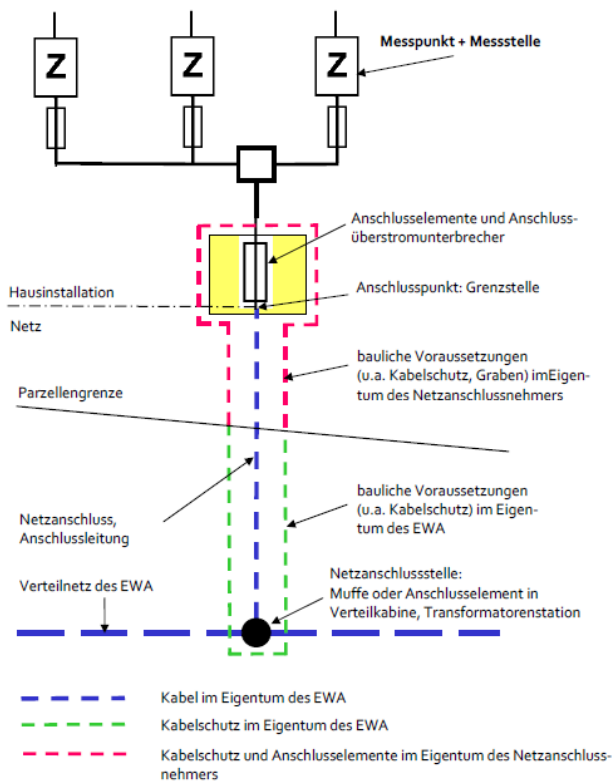 Messpunkt + Messstelle
Z
Z
Z
Anschlusselemente und Anschluss-
überstromunterbrecher
Hausinstallation
Anschlusspunkt: Grenzstelle
Netz
bauliche Voraussetzungen
(u.a. Kabelschutz, Graben) imEigen-
tum des Netzanschlussnehmers
Parzellengrenze
bauliche Voraussetzungen
(u.a. Kabelschutz) im Eigen-
tum des EWA
Netzanschluss,
Anschlussleitung
Netzanschlussstelle:
Muffe oder Anschlusselement in
Verteilkabine, Transformatorenstation
Verteilnetz des EWA
Kabel im Eigentum des EWA
Kabelschutz im Eigentum des EWA
Kabelschutz und Anschlusselemente im Eigentum des Netzanschluss-
nehmers